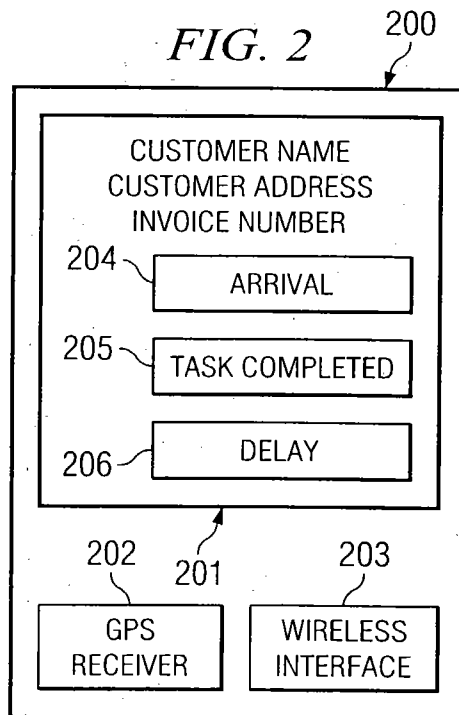 FIG. 2
200
CUSTOMER NAME
CUSTOMER ADDRESS
INVOICE NUMBER
204
ARRIVAL
205
TASK COMPLETED
206
DELAY
201
202
203
GPS
RECEIVER
WIRELESS
INTERFACE